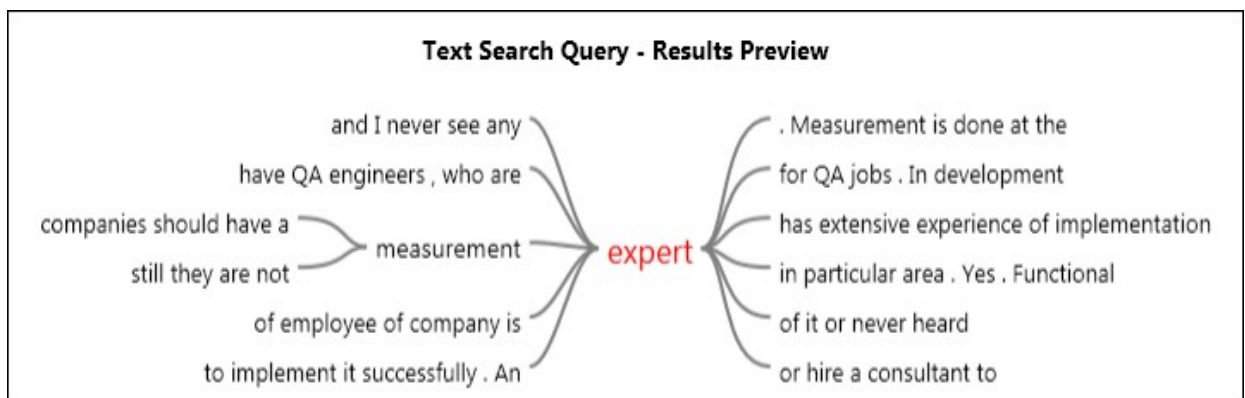 Text Search Query - Results Preview
and I never see any
have QA engineers , who are
companies should have a
still they are not
measurement
of employee of company is
to implement it successfully . An
expert
. Measurement is done at the
for QA jobs . In development
has extensive experience of implementation
in particular area . Yes . Functional
of it or never heard
or hire a consultant to